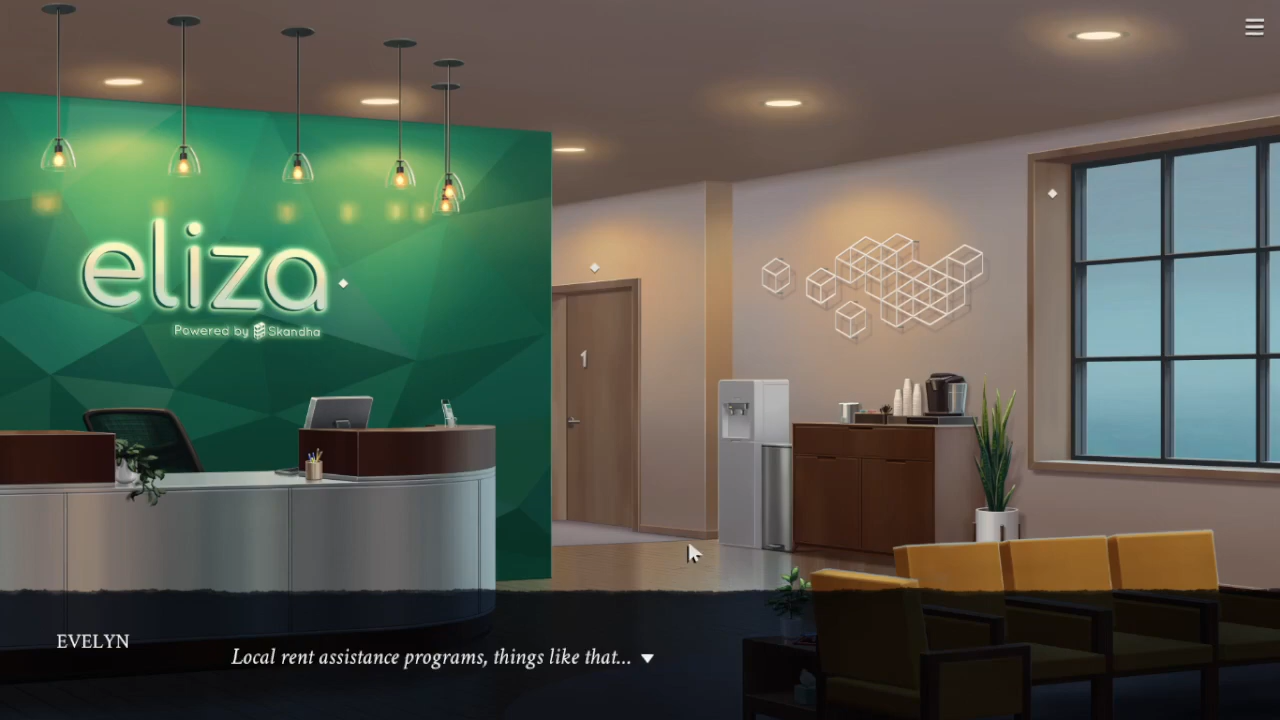 eliza
Powered by Skandha
1
EVELYN
Local rent assistance programs, things like that...